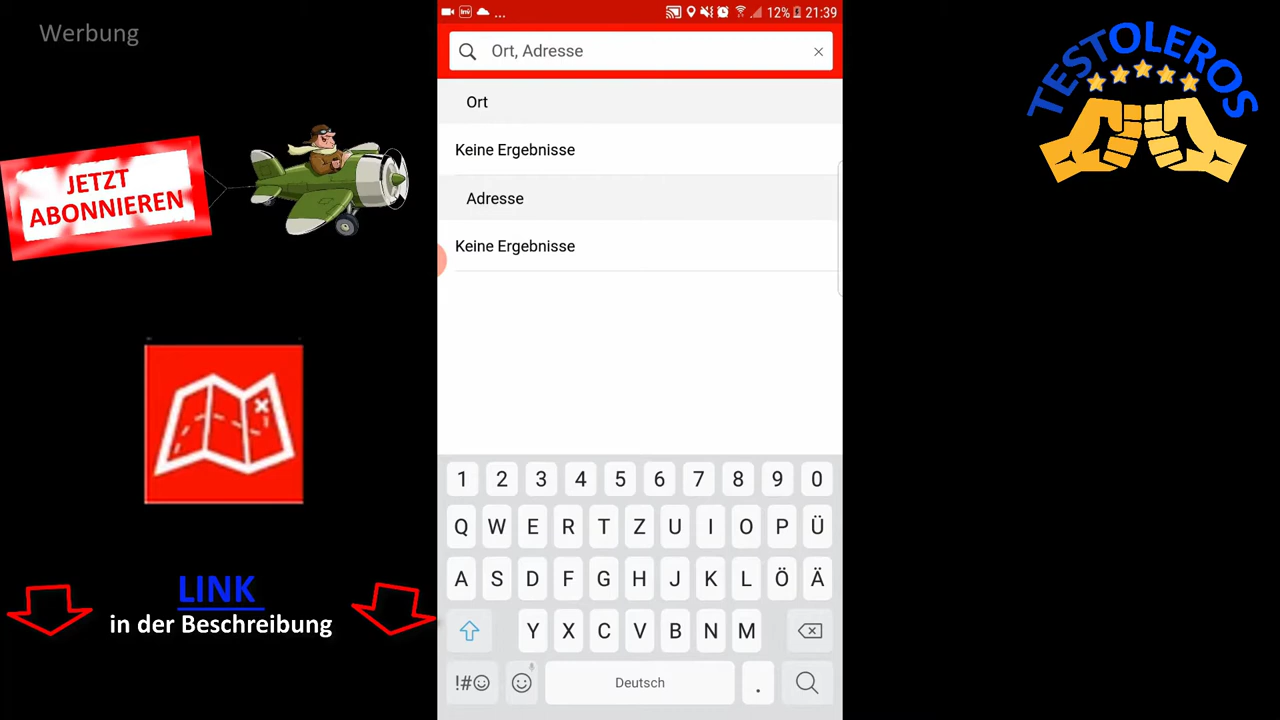 Werbung
JETZT
ABONNIEREN
LINK
in der Beschreibung
... 12% 21:39
Ort, Adresse
Ort
Keine Ergebnisse
Adresse
Keine Ergebnisse
1 2 3 4 5 6 7 8 9 0
Q W E R T Z U I O P Ü
A S D F G H J K L Ö Ä
Y X C V B N M
!#☺ Deutsch .
TESTOLEROS